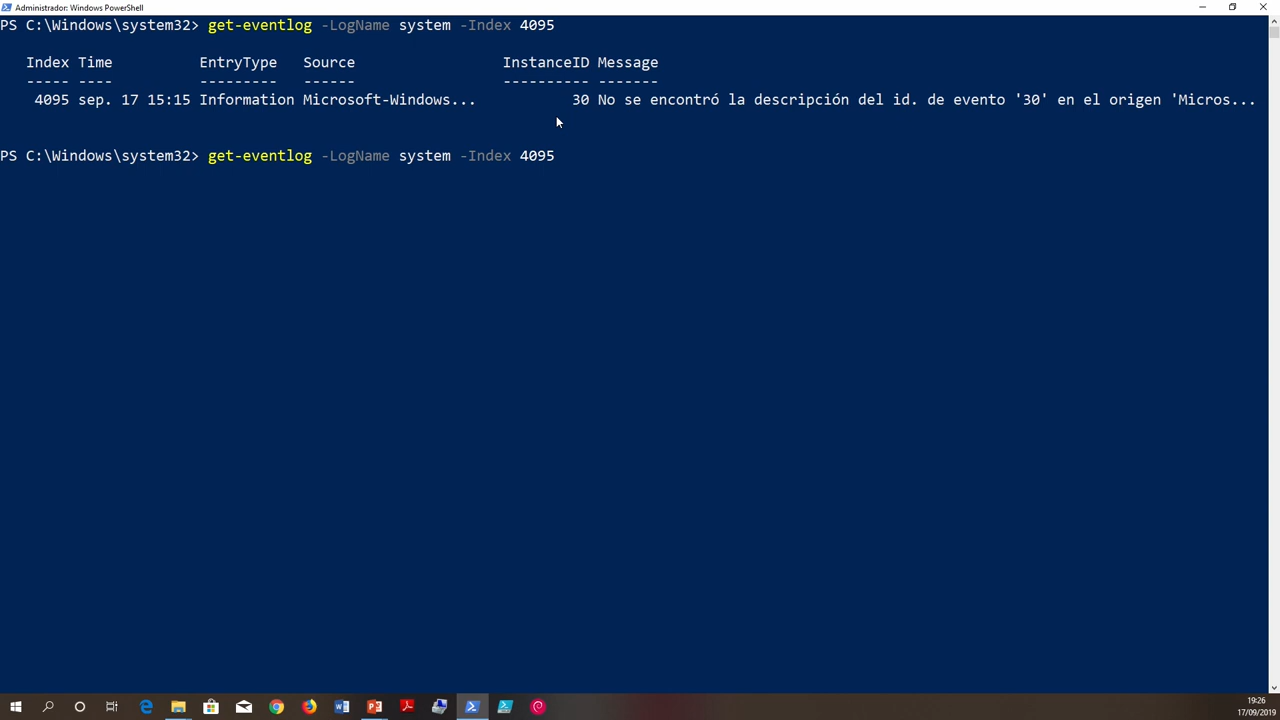 Administrador: Windows PowerShell
PS C:\Windows\system32> get-eventlog -LogName system -Index 4095
Index Time EntryType Source InstanceID Message
----- ---- --------- ------ ---------- -------
4095 sep. 17 15:15 Information Microsoft-Windows... 30 No se encontró la descripción del id. de evento '30' en el origen 'Micros...
PS C:\Windows\system32> get-eventlog -LogName system -Index 4095
19:26
17/09/2019